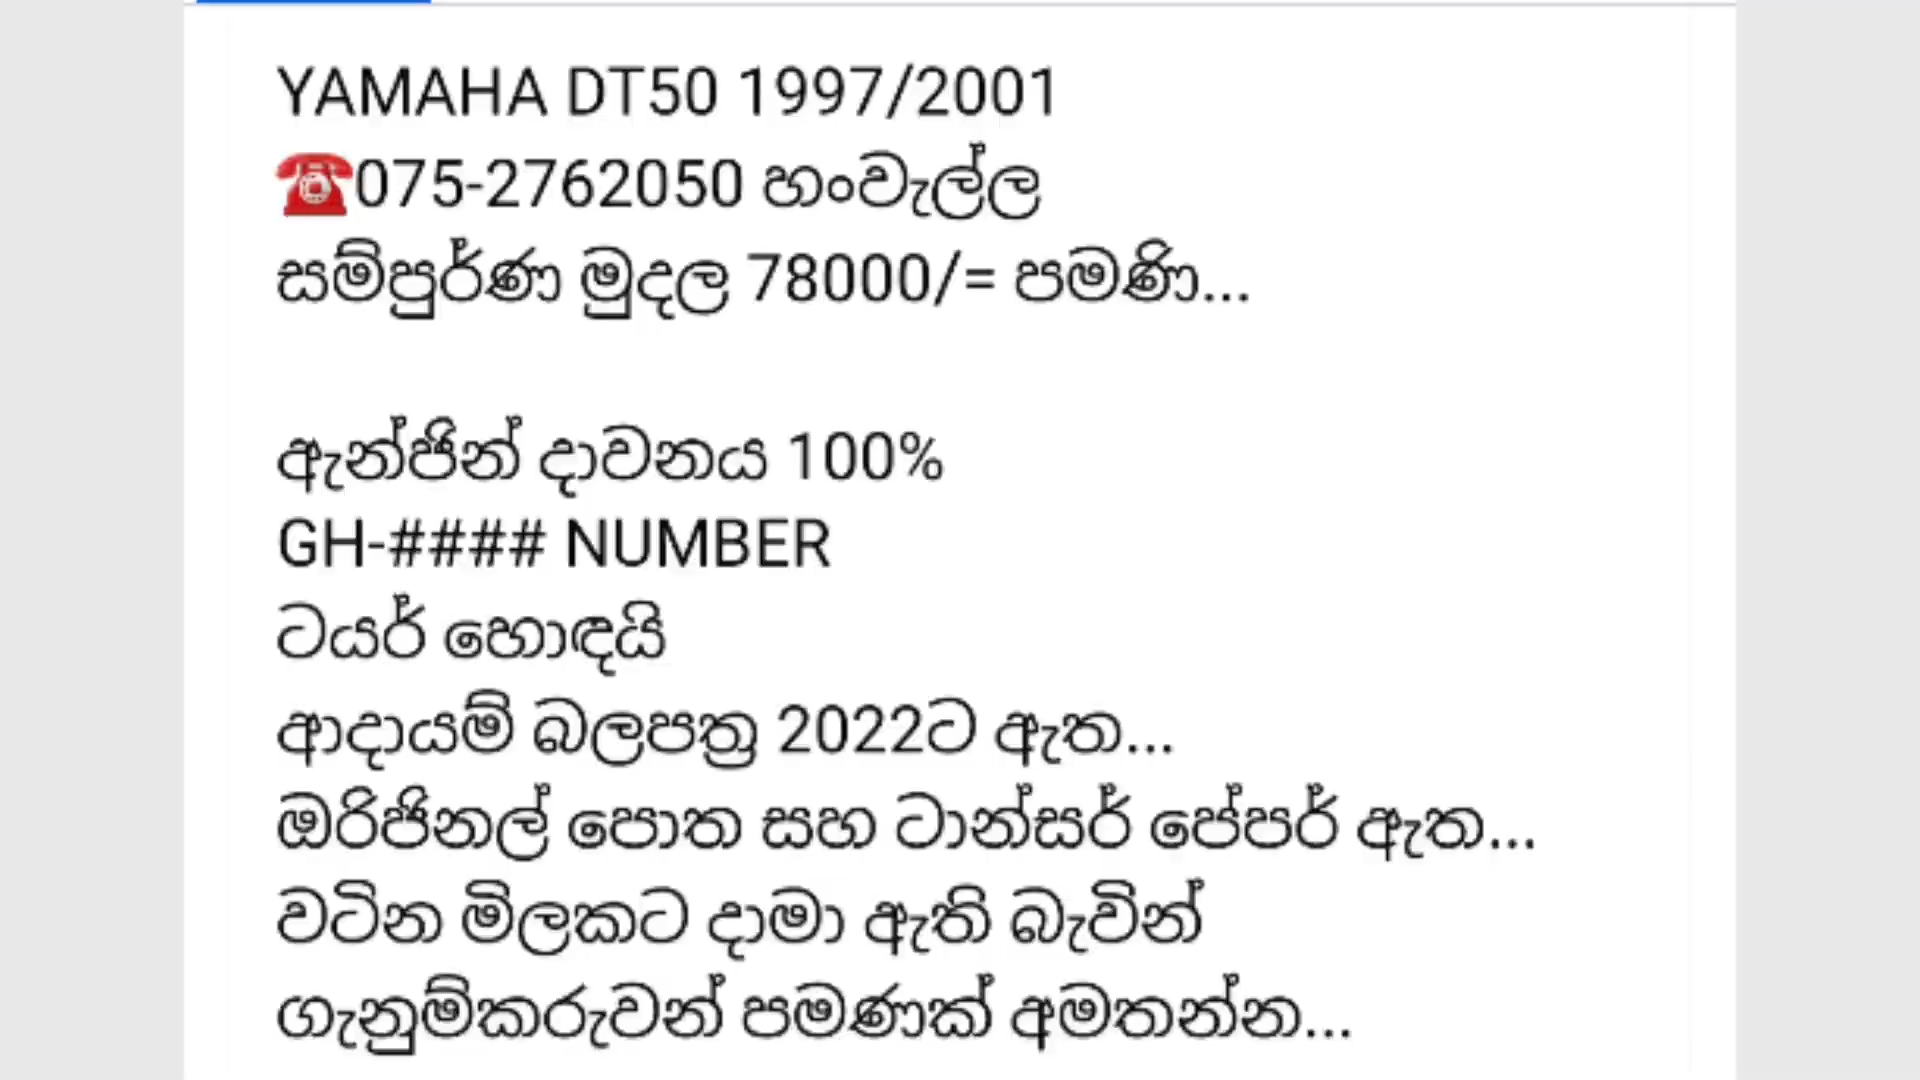 YAMAHA DT50 1997/2001
☎075-2762050 හංවැල්ල
සම්පුර්ණ මුදල 78000/= පමණි...
ඇන්ජින් දාවනය 100%
GH-#### NUMBER
ටයර් හොඳයි
ආදායම් බලපත්‍ර 2022ට ඇත...
ඔරිජිනල් පොත සහ ටාන්සර් පේපර් ඇත...
වටින මිලකට දාමා ඇති බැවින්
ගැනුම්කරුවන් පමණක් අමතන්න...